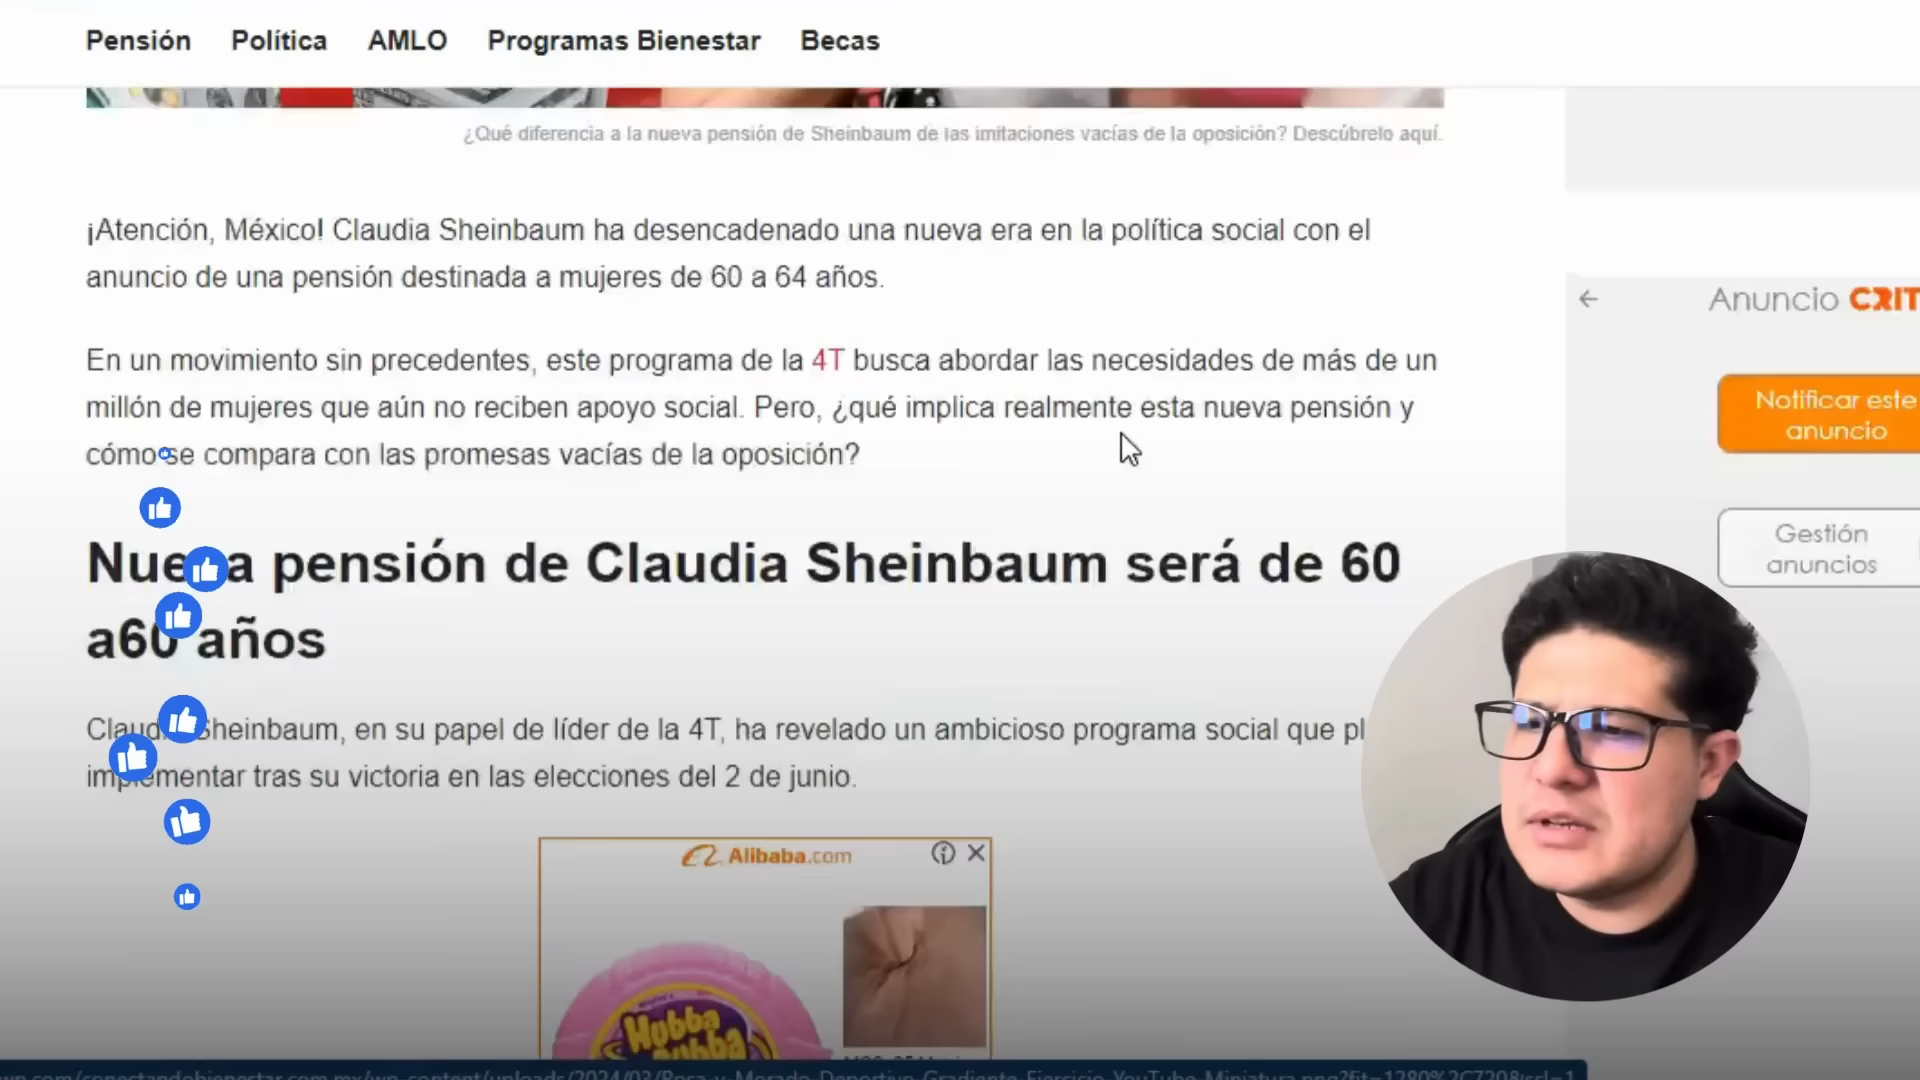 Pensión Política AMLO Programas Bienestar Becas
¿Qué diferencia a la nueva pensión de Sheinbaum de las imitaciones vacías de la oposición? Descúbrelo aquí.
¡Atención, México! Claudia Sheinbaum ha desencadenado una nueva era en la política social con el
anuncio de una pensión destinada a mujeres de 60 a 64 años.
En un movimiento sin precedentes, este programa de la 4T busca abordar las necesidades de más de un
millón de mujeres que aún no reciben apoyo social. Pero, ¿qué implica realmente esta nueva pensión y
cómo se compara con las promesas vacías de la oposición?
Nueva pensión de Claudia Sheinbaum será de 60
a60 años
Claudia Sheinbaum, en su papel de líder de la 4T, ha revelado un ambicioso programa social que pl
implementar tras su victoria en las elecciones del 2 de junio.
Anuncio CRIT
Notificar este
anuncio
Gestión
anuncios
Alibaba.com
Hubba
Bubba